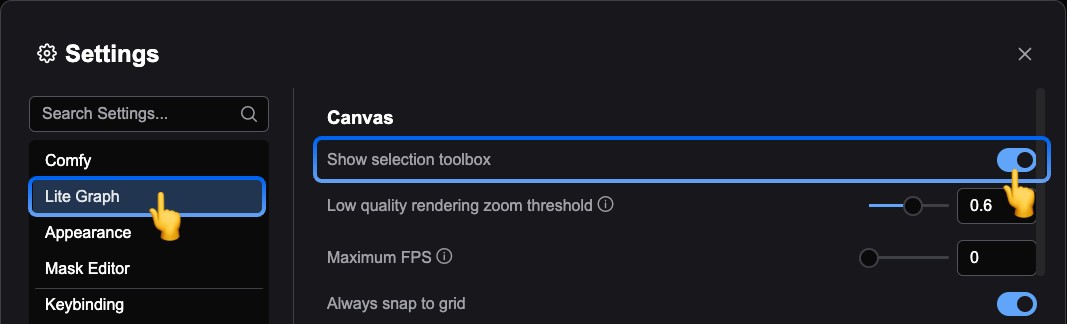 Settings
Search Settings...
Comfy
Lite Graph
Appearance
Mask Editor
Keybinding
Canvas
Show selection toolbox
Low quality rendering zoom threshold
0.6
Maximum FPS
0
Always snap to grid